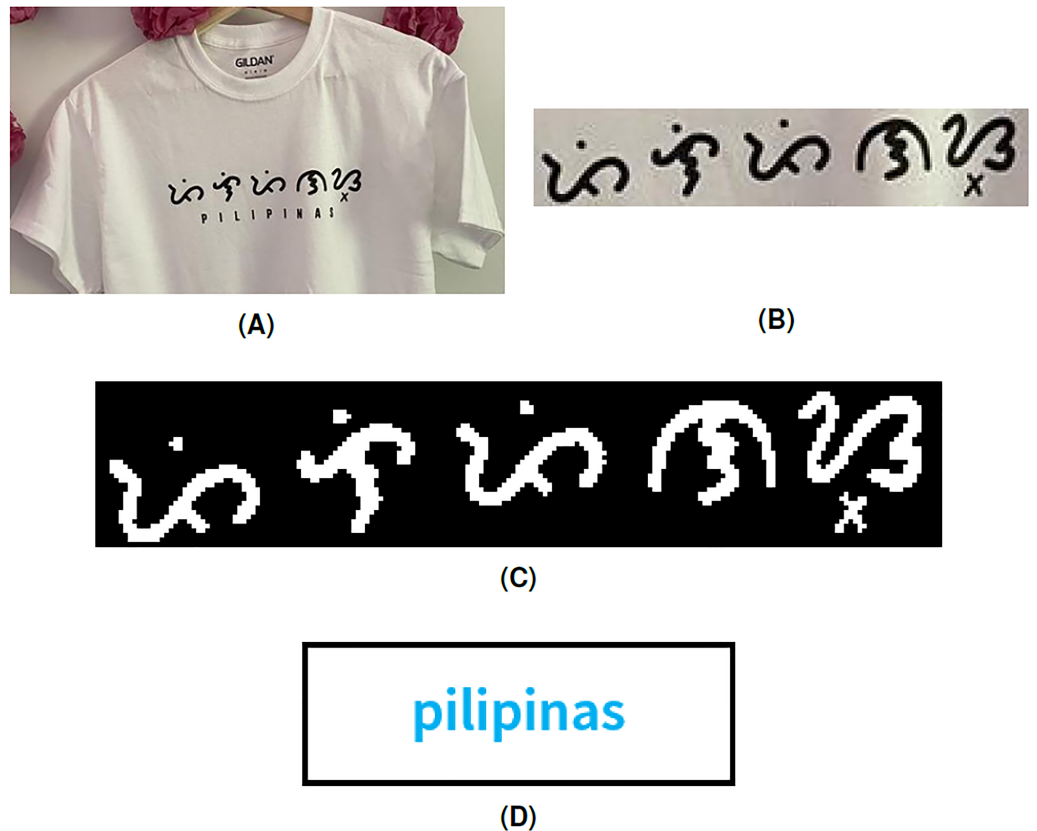 GILDAN
ᜉᜒᜎᜒᜉᜒᜈᜐ᜔
PILIPINAS
(A)
ᜉᜒᜎᜒᜉᜒᜈᜐ᜔
(B)
ᜉᜒᜎᜒᜉᜒᜈᜐ᜔
(C)
pilipinas
(D)